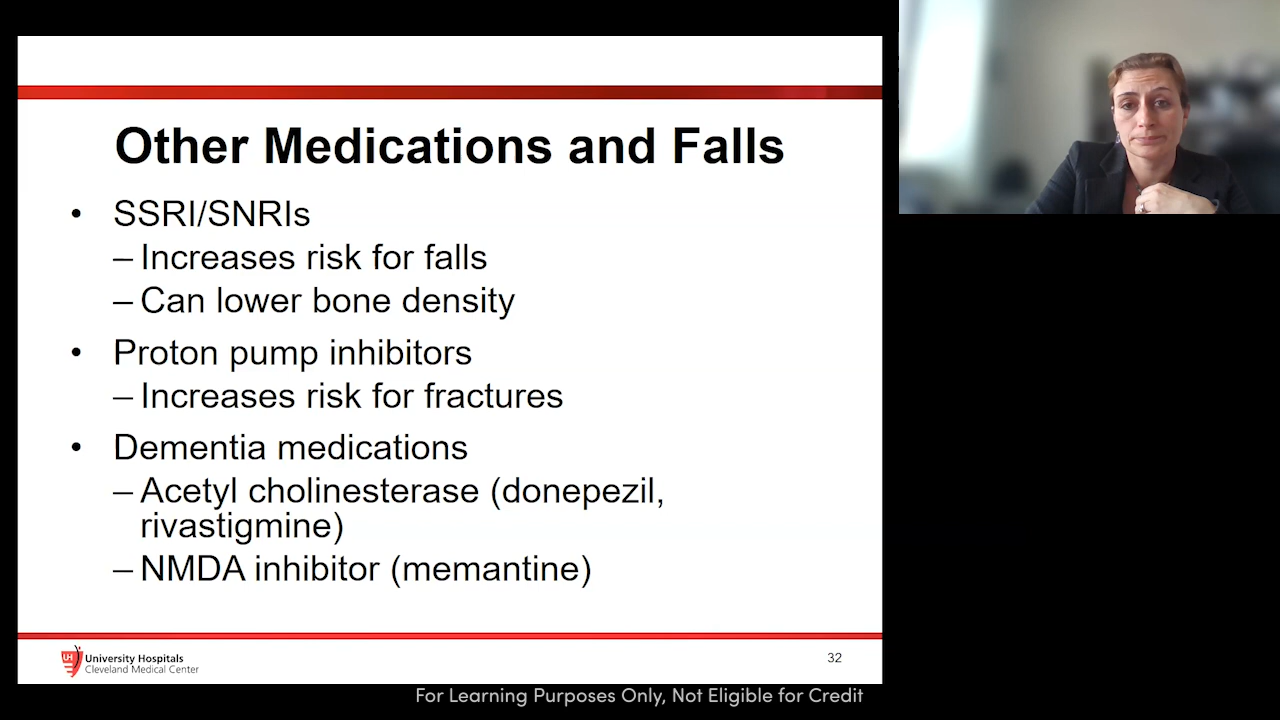 Other Medications and Falls
• SSRI/SNRIs
– Increases risk for falls
– Can lower bone density
• Proton pump inhibitors
– Increases risk for fractures
• Dementia medications
– Acetyl cholinesterase (donepezil,
rivastigmine)
– NMDA inhibitor (memantine)
UH
University Hospitals
Cleveland Medical Center
32
For Learning Purposes Only, Not Eligible for Credit